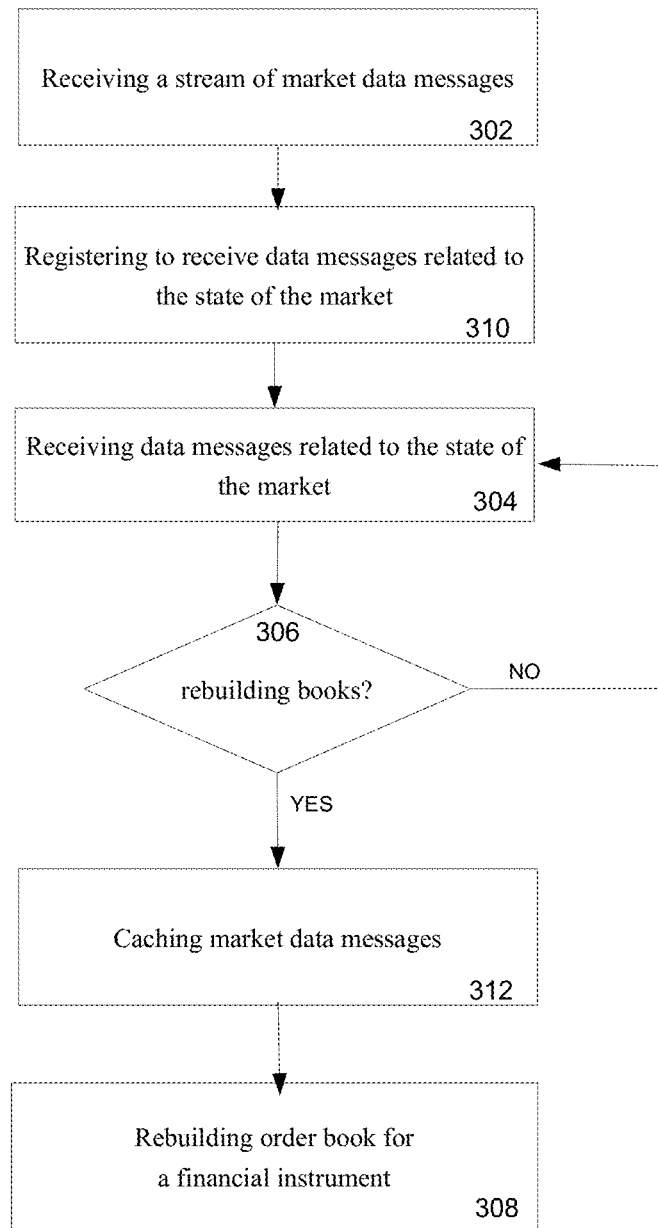 Receiving a stream of market data messages
302
Registering to receive data messages related to
the state of the market
310
Receiving data messages related to the state of
the market
304
306
rebuilding books?
NO
YES
Caching market data messages
312
Rebuilding order book for
a financial instrument
308